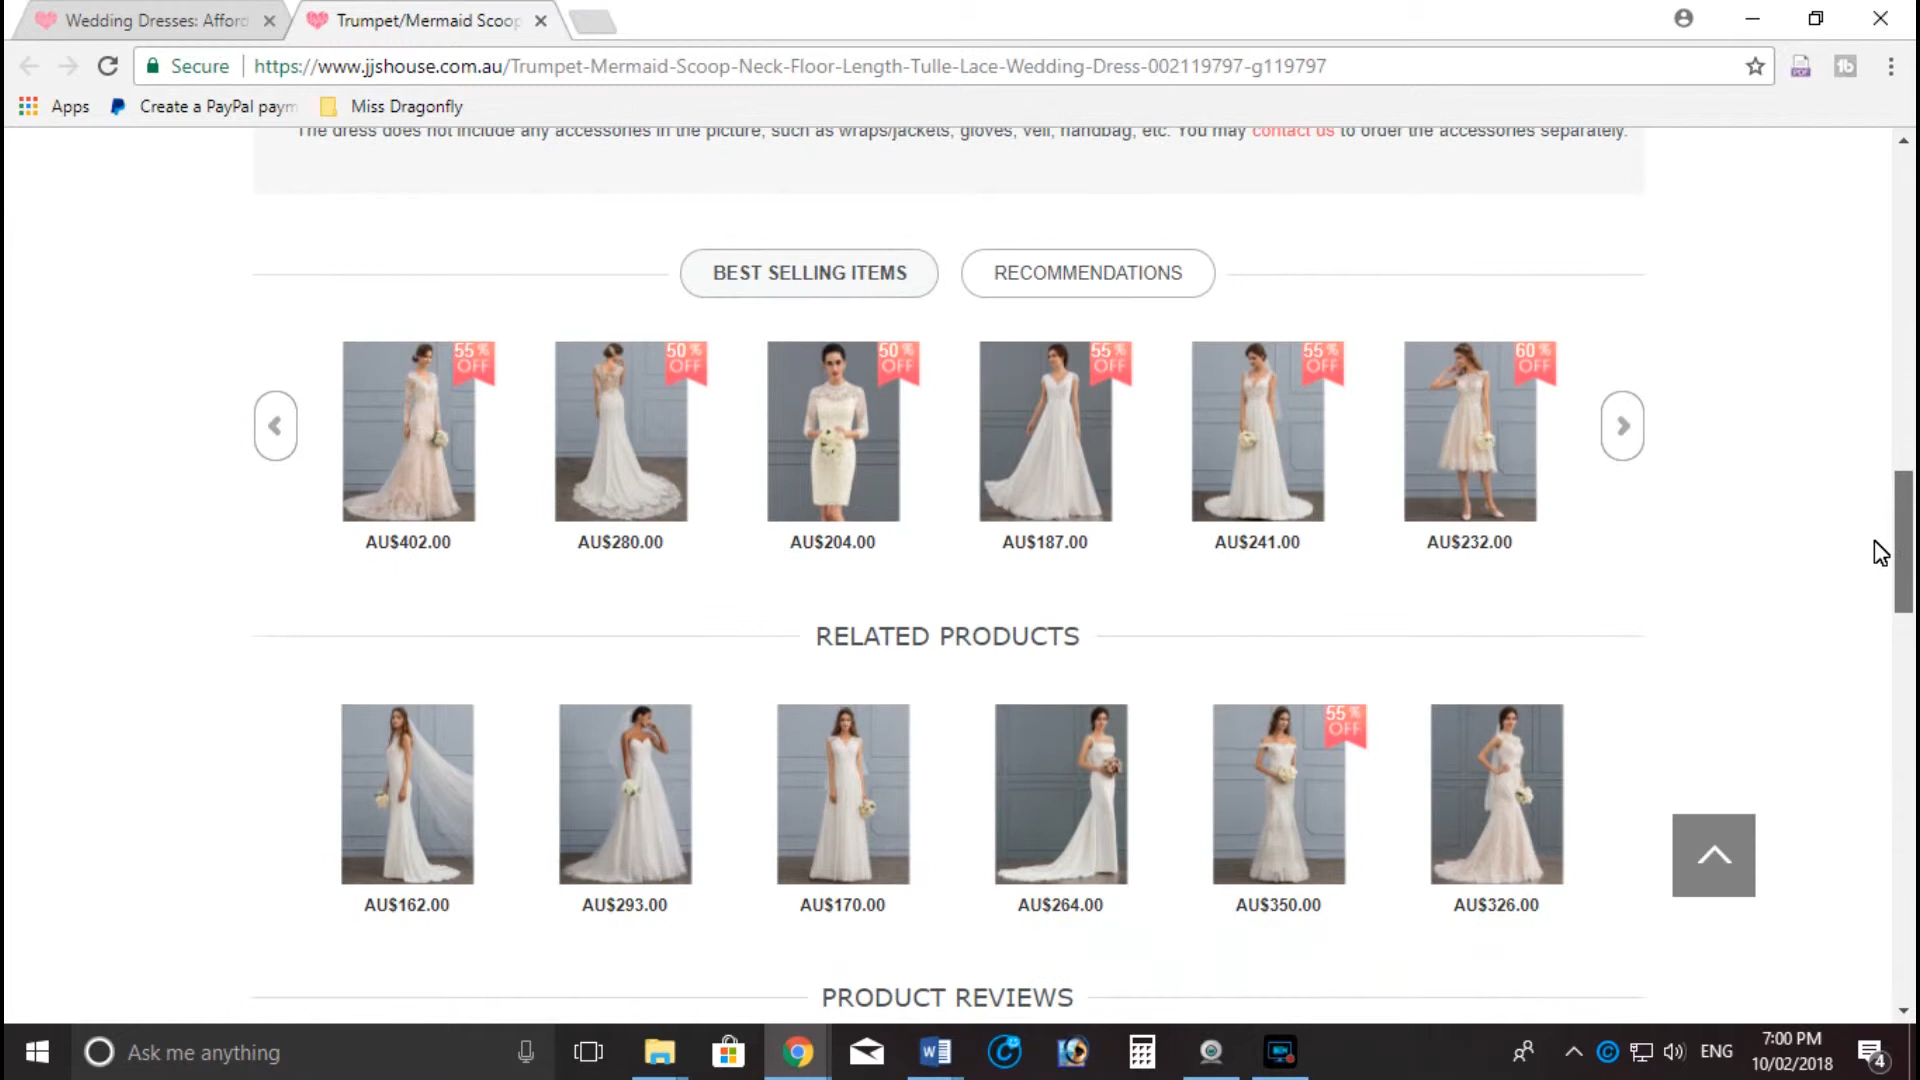 Wedding Dresses: Afford
Trumpet/Mermaid Scoop
Secure
https://www.jjshouse.com.au/Trumpet-Mermaid-Scoop-Neck-Floor-Length-Tulle-Lace-Wedding-Dress-002119797-g119797
PDF
1b
Apps
Create a PayPal paym
Miss Dragonfly
The dress does not include any accessories in the picture, such as wraps/jackets, gloves, veil, handbag, etc. You may contact us to order the accessories separately.
BEST SELLING ITEMS
RECOMMENDATIONS
55% OFF
50% OFF
50% OFF
55% OFF
55% OFF
60% OFF
AU$402.00
AU$280.00
AU$204.00
AU$187.00
AU$241.00
AU$232.00
RELATED PRODUCTS
55% OFF
AU$162.00
AU$293.00
AU$170.00
AU$264.00
AU$350.00
AU$326.00
PRODUCT REVIEWS
Ask me anything
ENG
7:00 PM
10/02/2018
4